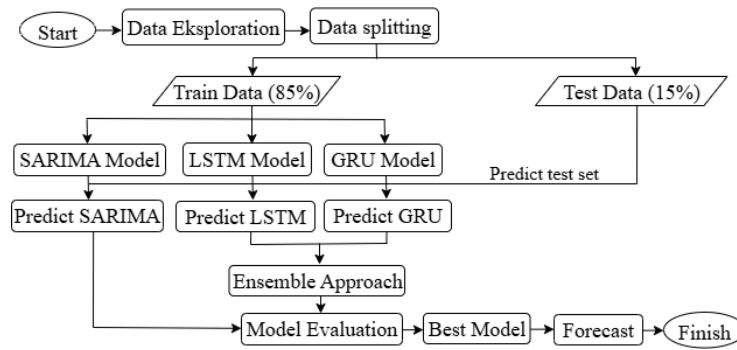 Start
Data Eksploration
Data splitting
Train Data (85%)
Test Data (15%)
SARIMA Model
LSTM Model
GRU Model
Predict test set
Predict SARIMA
Predict LSTM
Predict GRU
Ensemble Approach
Model Evaluation
Best Model
Forecast
Finish